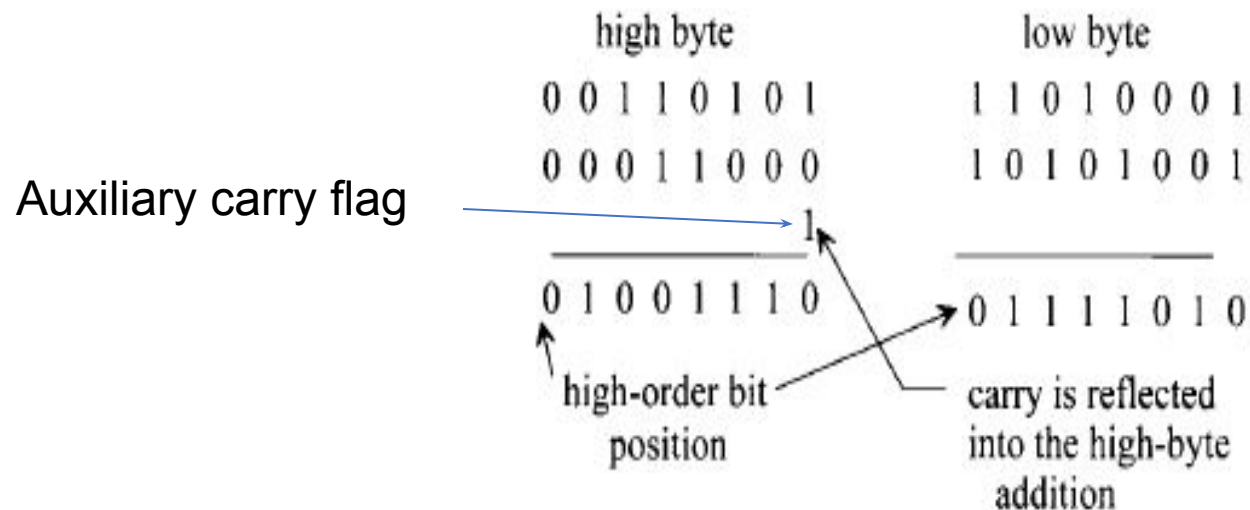 high byte low byte
0 0 1 1 0 1 0 1 1 1 0 1 0 0 0 1
0 0 0 1 1 0 0 0 1 0 1 0 1 0 0 1
Auxiliary carry flag
1
0 1 0 0 1 1 1 0 0 1 1 1 1 0 1 0
high-order bit
position
carry is reflected
into the high-byte
addition